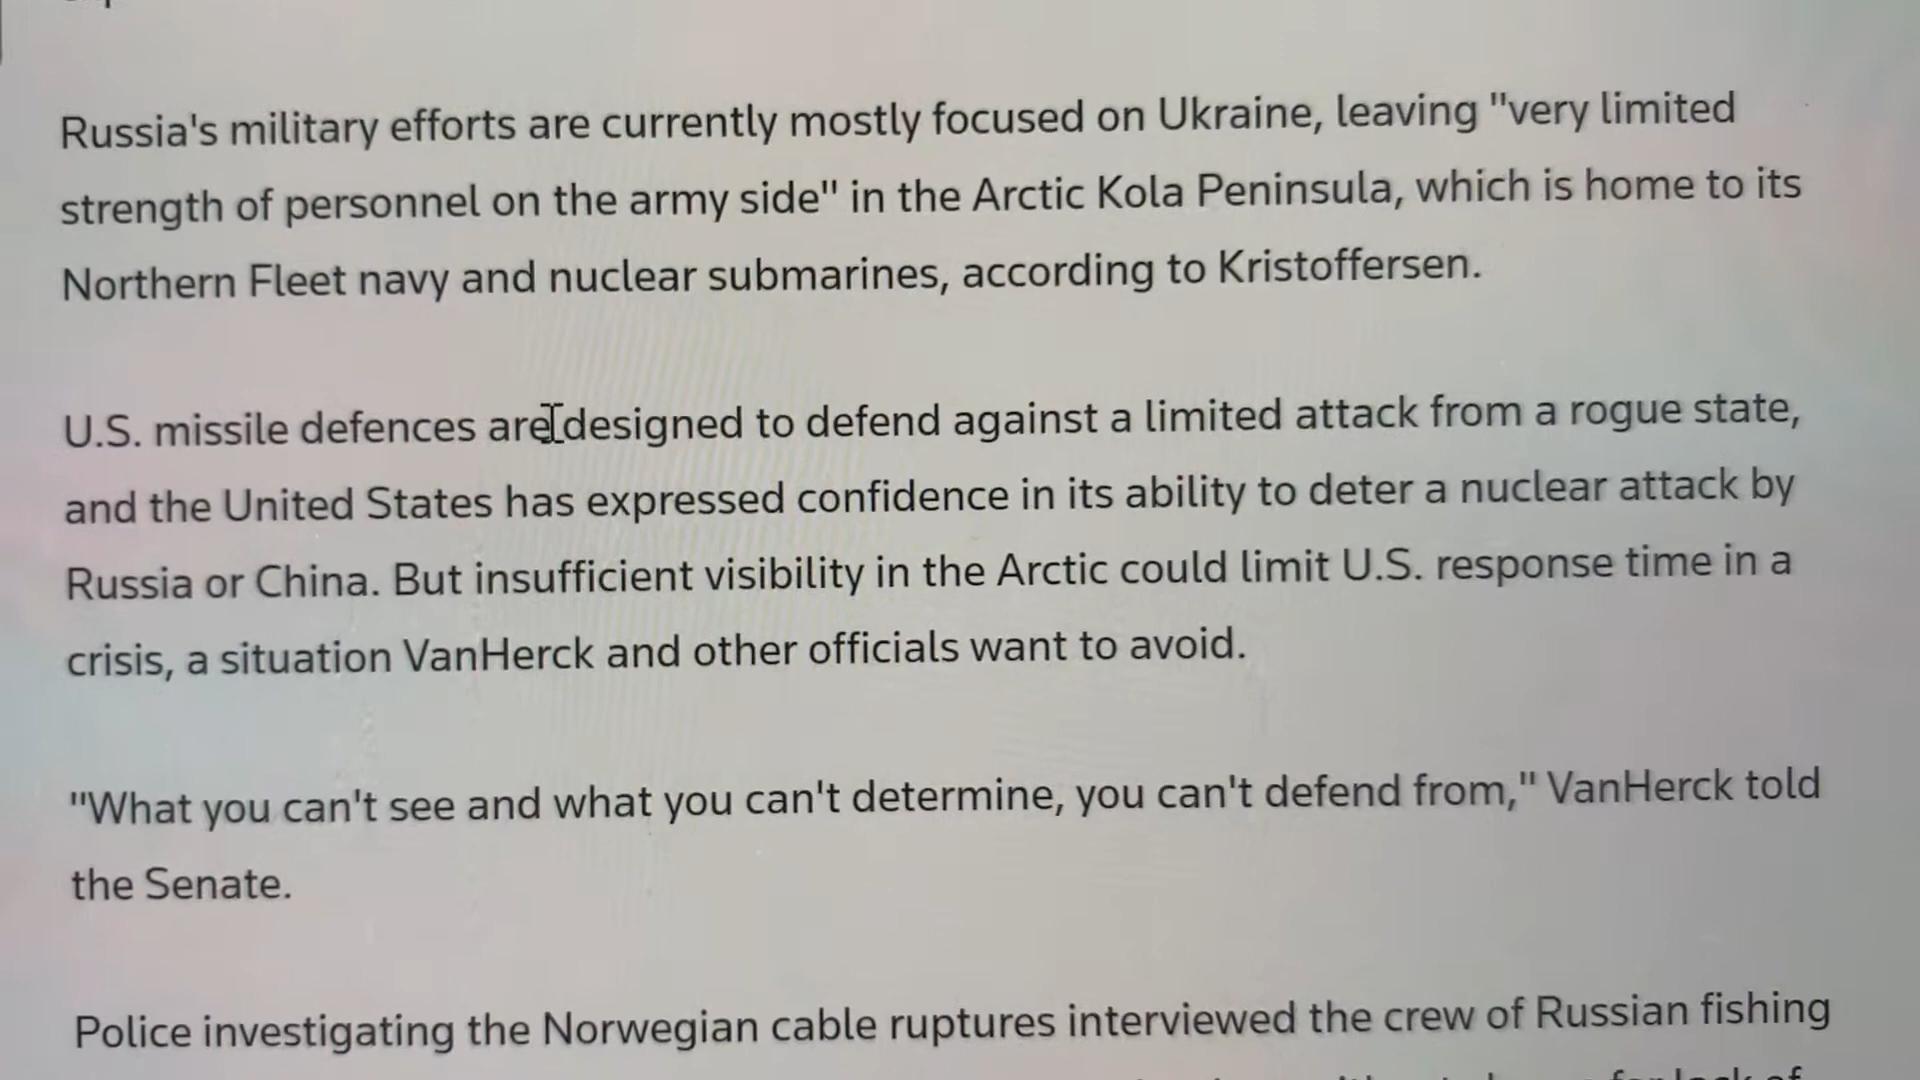 Russia's military efforts are currently mostly focused on Ukraine, leaving "very limited
strength of personnel on the army side" in the Arctic Kola Peninsula, which is home to its
Northern Fleet navy and nuclear submarines, according to Kristoffersen.
U.S. missile defences are designed to defend against a limited attack from a rogue state,
and the United States has expressed confidence in its ability to deter a nuclear attack by
Russia or China. But insufficient visibility in the Arctic could limit U.S. response time in a
crisis, a situation VanHerck and other officials want to avoid.
"What you can't see and what you can't determine, you can't defend from," VanHerck told
the Senate.
Police investigating the Norwegian cable ruptures interviewed the crew of Russian fishing